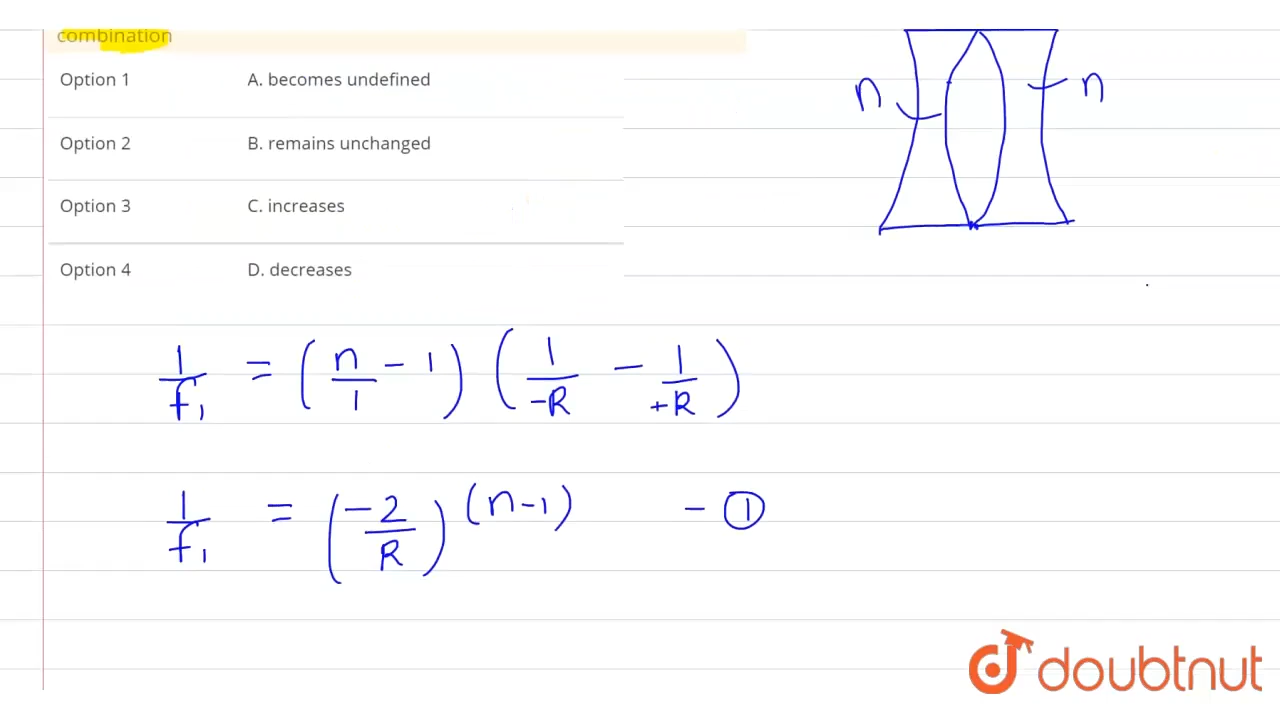 combination
Option 1 A. becomes undefined
n n
Option 2 B. remains unchanged
Option 3 C. increases
Option 4 D. decreases
1/f₁ = (n/1 - 1) (1/-R - 1/+R)
1/f₁ = (-2/R) (n-1) - ①
doubtnut